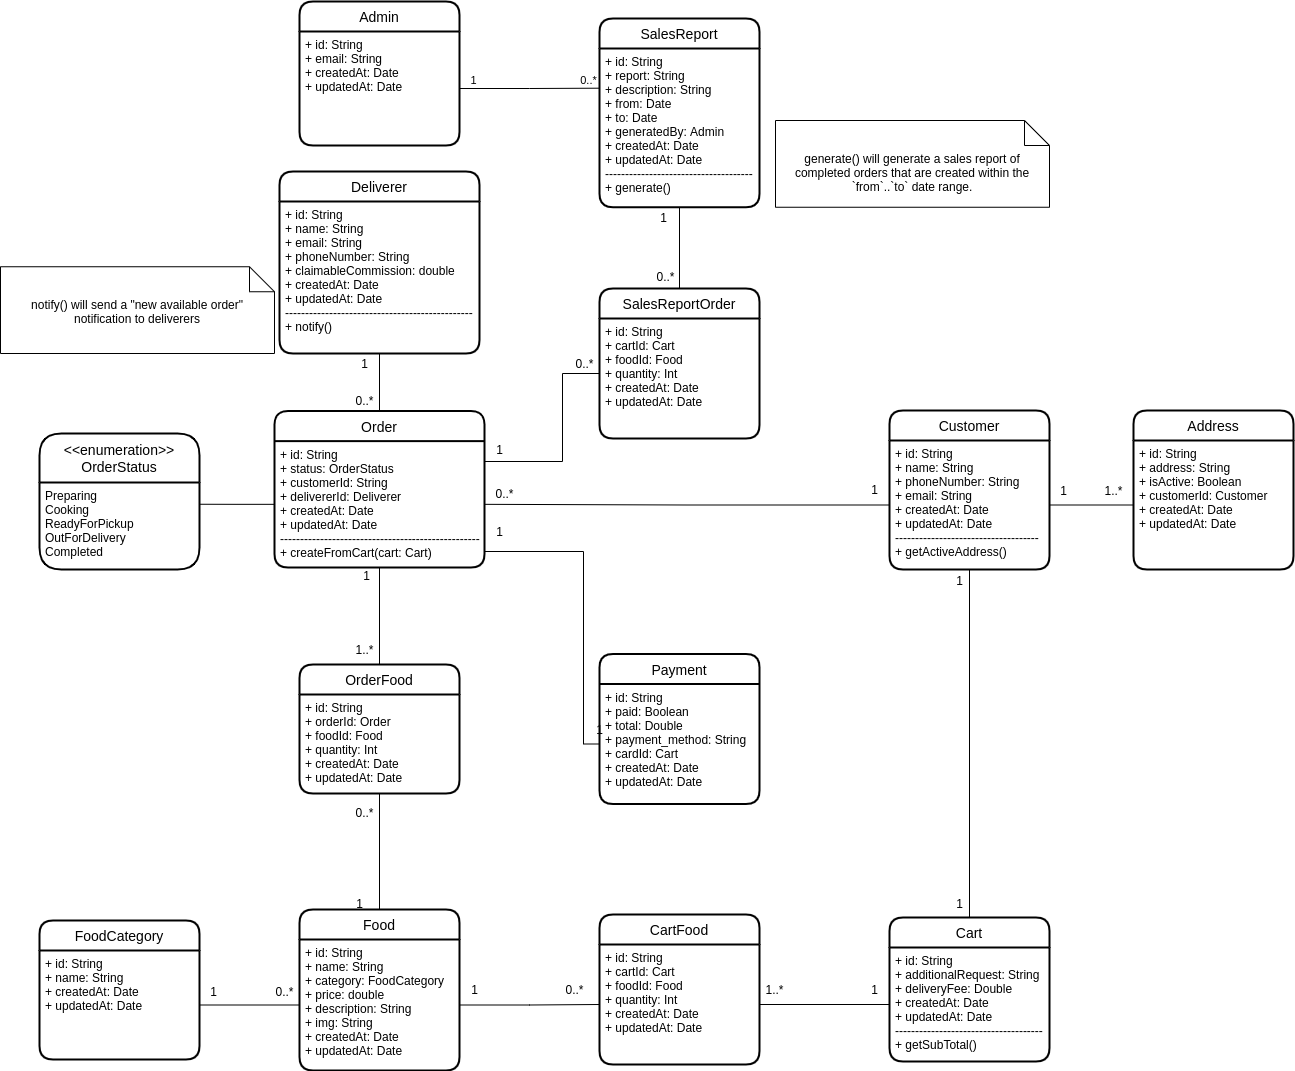 Admin
+ id: String
+ email: String
+ createdAt: Date
+ updatedAt: Date
1
0..*
SalesReport
+ id: String
+ report: String
+ description: String
+ from: Date
+ to: Date
+ generatedBy: Admin
+ createdAt: Date
+ updatedAt: Date
-------------------------------------
+ generate()
generate() will generate a sales report of
completed orders that are created within the
`from`..`to` date range.
Deliverer
+ id: String
+ name: String
+ email: String
+ phoneNumber: String
+ claimableCommission: double
+ createdAt: Date
+ updatedAt: Date
-----------------------------------------------
+ notify()
notify() will send a "new available order"
notification to deliverers
1
0..*
1
0..*
SalesReportOrder
+ id: String
+ cartId: Cart
+ foodId: Food
+ quantity: Int
+ createdAt: Date
+ updatedAt: Date
0..*
1
<<enumeration>>
OrderStatus
Preparing
Cooking
ReadyForPickup
OutForDelivery
Completed
Order
+ id: String
+ status: OrderStatus
+ customerId: String
+ delivererId: Deliverer
+ createdAt: Date
+ updatedAt: Date
--------------------------------------------------
+ createFromCart(cart: Cart)
0..*
1
1
Customer
+ id: String
+ name: String
+ phoneNumber: String
+ email: String
+ createdAt: Date
+ updatedAt: Date
------------------------------------
+ getActiveAddress()
1
1..*
Address
+ id: String
+ address: String
+ isActive: Boolean
+ customerId: Customer
+ createdAt: Date
+ updatedAt: Date
1
1..*
1
OrderFood
+ id: String
+ orderId: Order
+ foodId: Food
+ quantity: Int
+ createdAt: Date
+ updatedAt: Date
Payment
+ id: String
+ paid: Boolean
+ total: Double
1
+ payment_method: String
+ cardId: Cart
+ createdAt: Date
+ updatedAt: Date
0..*
1
1
FoodCategory
+ id: String
+ name: String
+ createdAt: Date
+ updatedAt: Date
1
0..*
Food
+ id: String
+ name: String
+ category: FoodCategory
+ price: double
+ description: String
+ img: String
+ createdAt: Date
+ updatedAt: Date
1
0..*
CartFood
+ id: String
+ cartId: Cart
+ foodId: Food
+ quantity: Int
+ createdAt: Date
+ updatedAt: Date
1..*
1
Cart
+ id: String
+ additionalRequest: String
+ deliveryFee: Double
+ createdAt: Date
+ updatedAt: Date
-------------------------------------
+ getSubTotal()